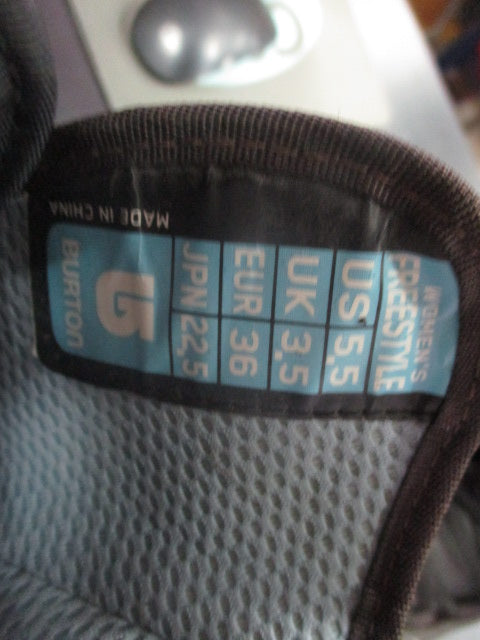 WOMEN'S
FREESTYLE
US 5,5
UK 3,5
EUR 36
JPN 22,5
G
BURTON
MADE IN CHINA